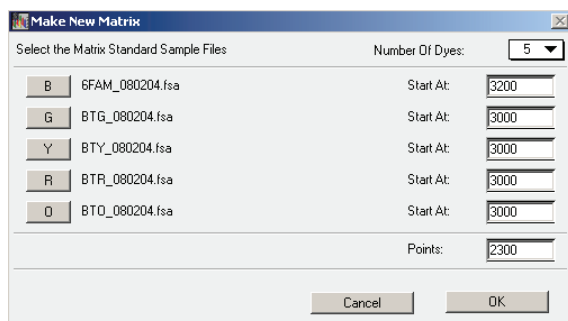 Make New Matrix
Select the Matrix Standard Sample Files Number Of Dyes: 5
B 6FAM_080204.fsa Start At: 3200
G BTG_080204.fsa Start At: 3000
Y BTY_080204.fsa Start At: 3000
R BTR_080204.fsa Start At: 3000
O BTO_080204.fsa Start At: 3000
Points: 2300
Cancel OK